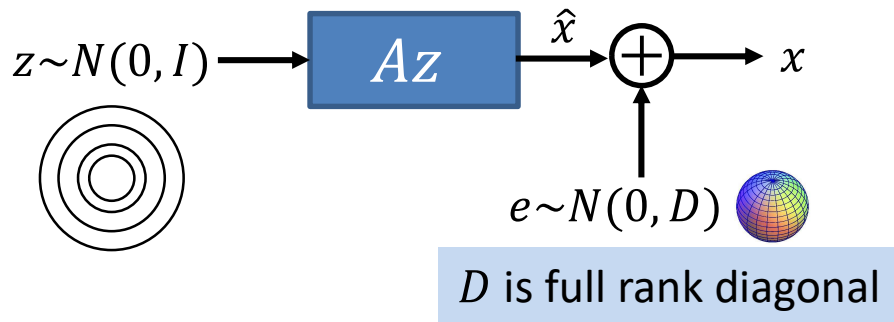 z~N(0, I)
Az
x̂
+
x
e~N(0, D)
D is full rank diagonal